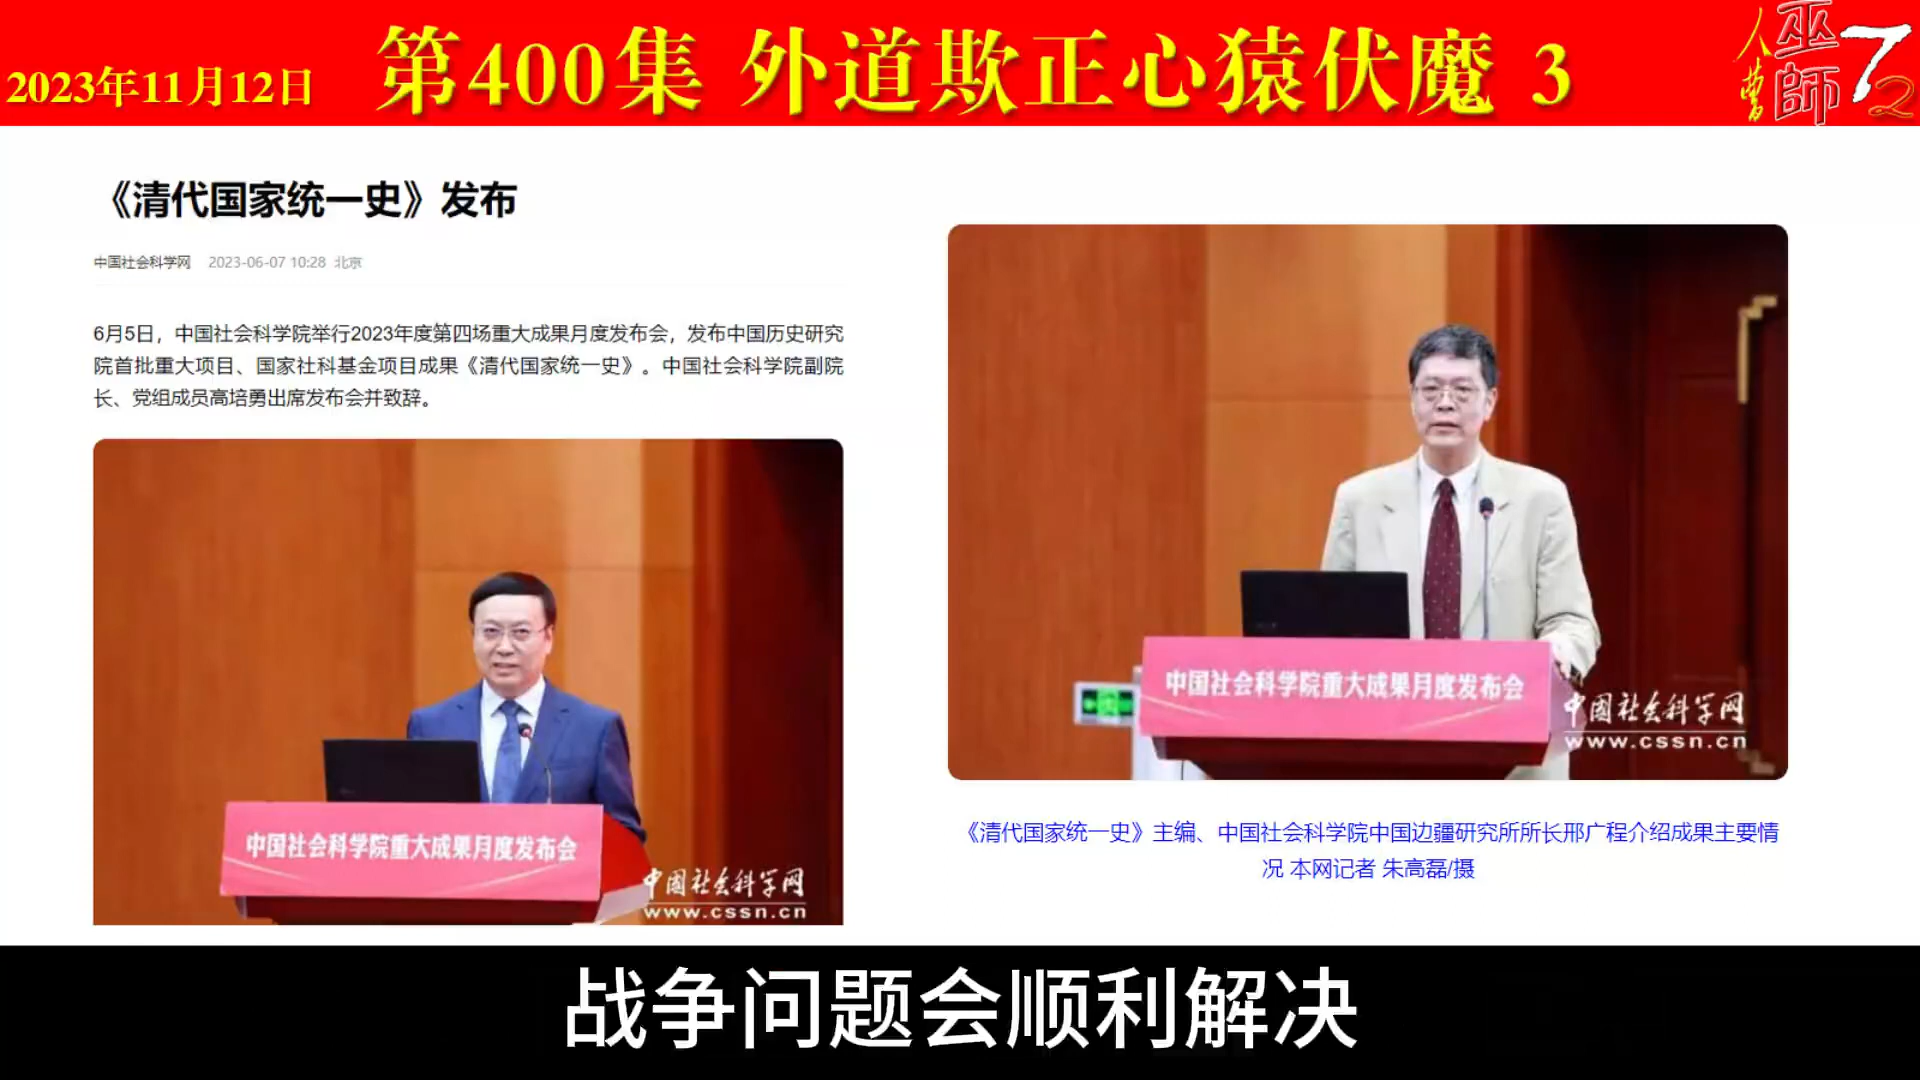 2023年11月12日
第400集 外道欺正心猿伏魔 3
人曹
巫師
72
《清代国家统一史》发布
中国社会科学网 2023-06-07 10:28 北京
6月5日，中国社会科学院举行2023年度第四场重大成果月度发布会，发布中国历史研究
院首批重大项目、国家社科基金项目成果《清代国家统一史》。中国社会科学院副院
长、党组成员高培勇出席发布会并致辞。
中国社会科学院重大成果月度发布会
中国社会科学网
www.cssn.cn
中国社会科学院重大成果月度发布会
中国社会科学网
www.cssn.cn
《清代国家统一史》主编、中国社会科学院中国边疆研究所所长邢广程介绍成果主要情
况 本网记者 朱高磊/摄
战争问题会顺利解决